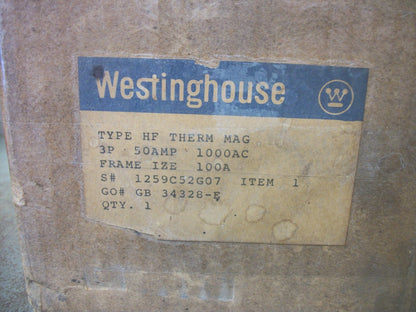 Westinghouse
W
TYPE HF THERM MAG
3P 50AMP 1000AC
FRAME IZE 100A
S# 1259C52G07 ITEM 1
GO# GB 34328-E
QTY. 1